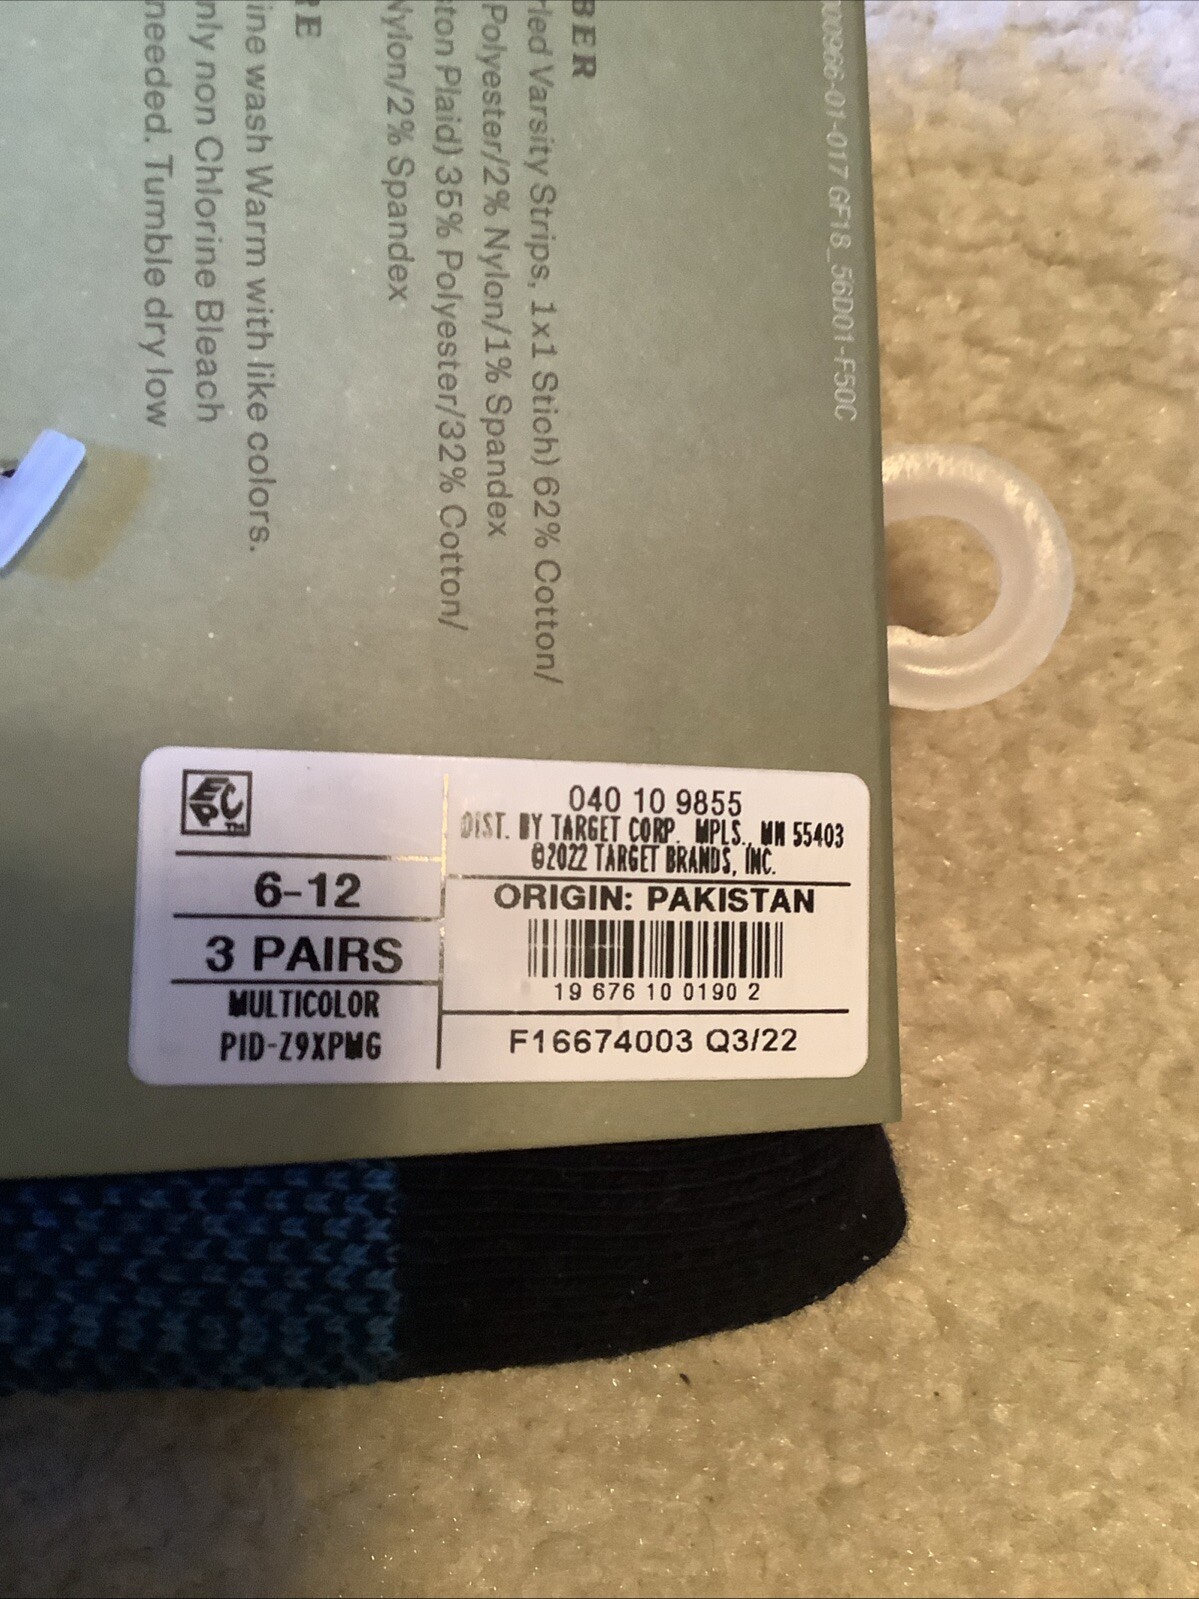 BER
led Varsity Strips, 1x1 Stich) 62% Cotton/
Polyester/2% Nylon/1% Spandex
ton Plaid) 35% Polyester/32% Cotton/
Nylon/2% Spandex
RE
ine wash Warm with like colors.
nly non Chlorine Bleach
needed. Tumble dry low
00966-01-017 GF18_56D01-F50C
6-12
3 PAIRS
MULTICOLOR
PID-Z9XPMG
040 10 9855
DIST. BY TARGET CORP. MPLS., MN 55403
©2022 TARGET BRANDS, INC.
ORIGIN: PAKISTAN
19 676 10 0190 2
F16674003 Q3/22